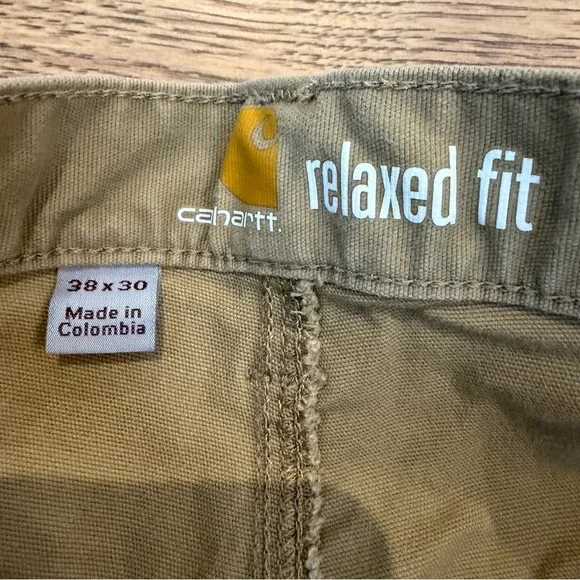 carhartt.
relaxed fit
38 x 30
Made in
Colombia